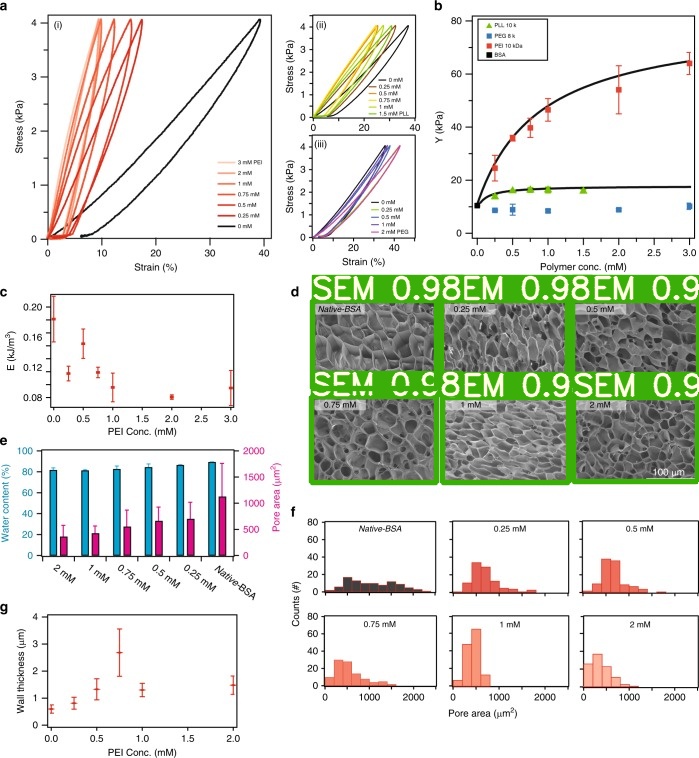 a
(i)
Stress (kPa)
4
3
2
1
0
0
10
20
30
40
Strain (%)
3 mM PEI
2 mM
1 mM
0.75 mM
0.5 mM
0.25 mM
0 mM
(ii)
Stress (kPa)
4
3
2
1
0
0
20
40
0 mM
0.25 mM
0.5 mM
0.75 mM
1 mM
1.5 mM PLL
(iii)
Stress (kPa)
4
3
2
1
0
0
20
40
Strain (%)
0 mM
0.25 mM
0.5 mM
1 mM
2 mM PEG
b
PLL 10 k
PEG 8 k
PEI 10 kDa
BSA
Y (kPa)
80
60
40
20
0
0.0
0.5
1.0
1.5
2.0
2.5
3.0
Polymer conc. (mM)
c
E (kJ/m³)
0.20
0.16
0.12
0.08
0.0
0.5
1.0
1.5
2.0
2.5
3.0
PEI Conc. (mM)
d
SEM 0.98EM 0.9SEM 0.9
Native-BSA
0.25 mM
0.5 mM
SEM 0.98EM 0.9SEM 0.9
0.75 mM
1 mM
2 mM
100 μm
e
Water content (%)
100
80
60
40
20
0
Pore area (μm²)
2000
1500
1000
500
0
2 mM
1 mM
0.75 mM
0.5 mM
0.25 mM
Native-BSA
f
Counts (#)
80
60
40
20
0
Native-BSA
0.25 mM
0.5 mM
80
60
40
20
0
0.75 mM
1 mM
2 mM
0
1000
2000
0
1000
2000
0
1000
2000
Pore area (μm²)
g
Wall thickness (μm)
4
3
2
1
0
0.0
0.5
1.0
1.5
2.0
PEI Conc. (mM)